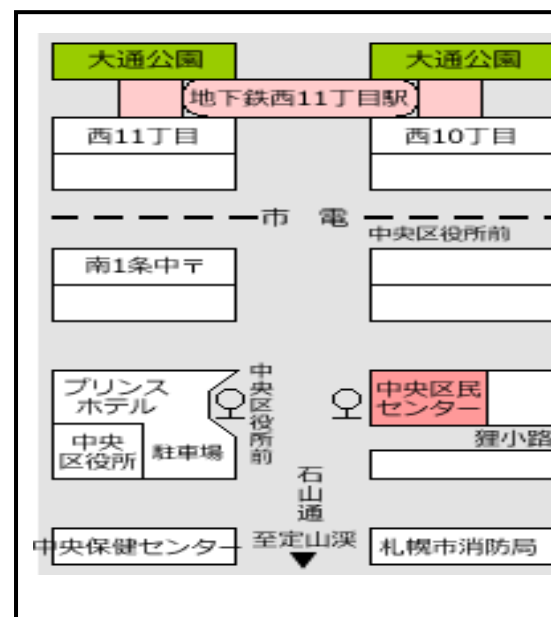 大通公園
大通公園
地下鉄西11丁目駅
西11丁目
西10丁目
市 電
中央区役所前
南1条中〒
プリンス
ホテル
中央区役所前
中央区民
センター
中央
区役所
駐車場
狸小路
石山通
中央保健センター
至定山渓
札幌市消防局